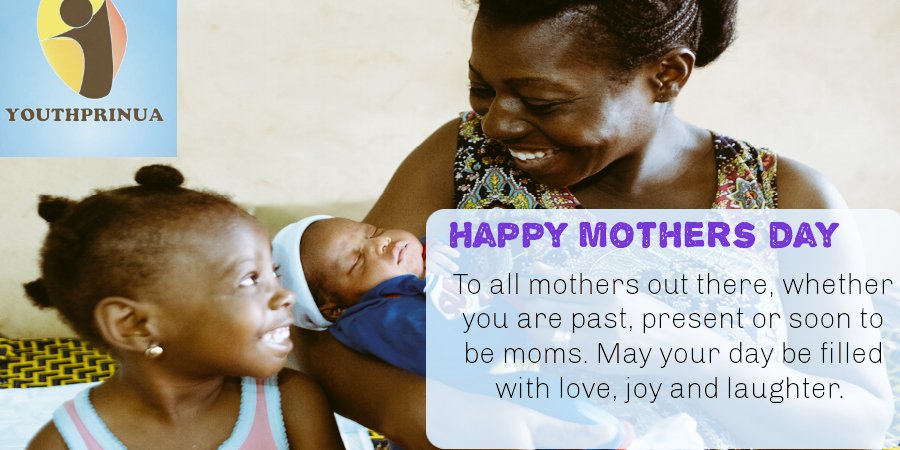 YOUTHPRINUA
HAPPY MOTHERS DAY
To all mothers out there, whether
you are past, present or soon to
be moms. May your day be filled
with love, joy and laughter.